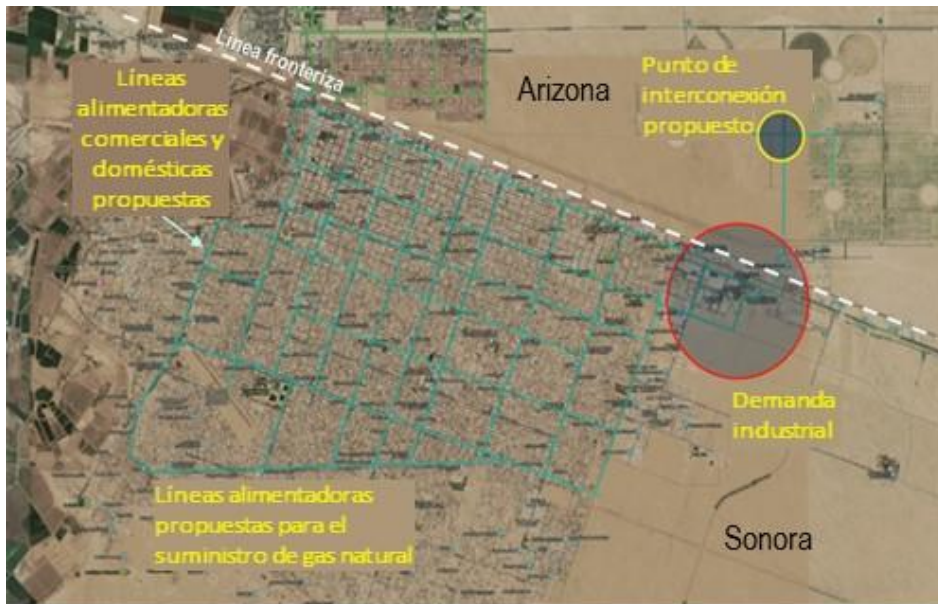 Línea fronteriza
Líneas
alimentadoras
comerciales y
domésticas
propuestas
Arizona
Punto de
interconexión
propuesto
Demanda
industrial
Líneas alimentadoras
propuestas para el
suministro de gas natural
Sonora